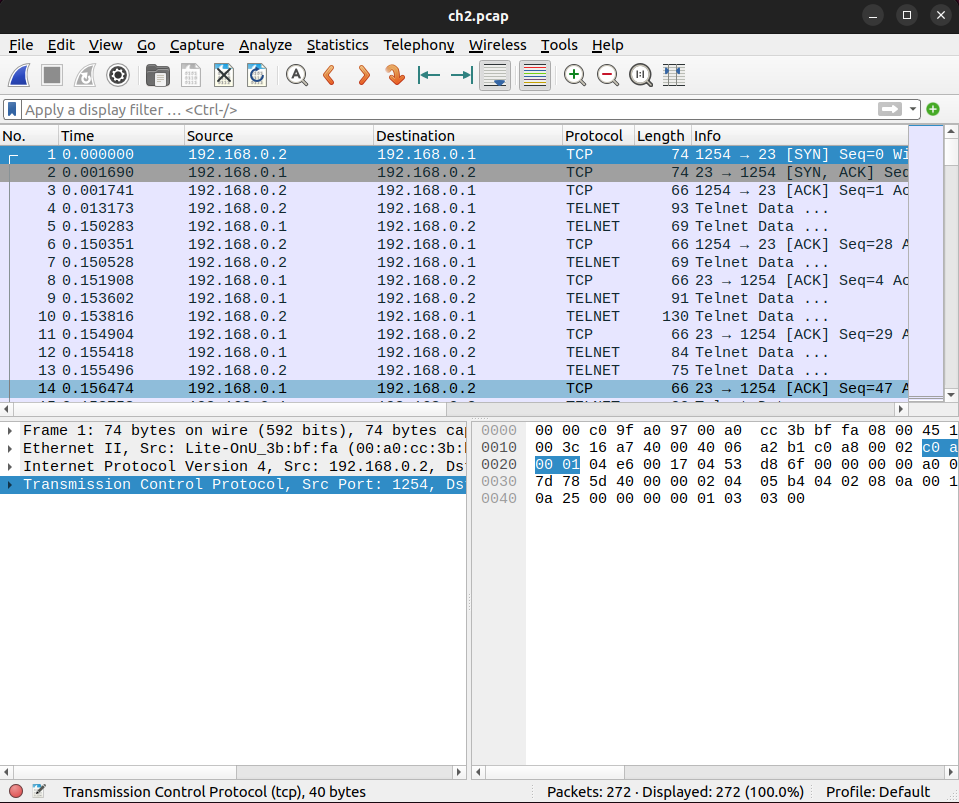 ch2.pcap
File Edit View Go Capture Analyze Statistics Telephony Wireless Tools Help
Apply a display filter … <Ctrl-/>
No. Time Source Destination Protocol Length Info
1 0.000000 192.168.0.2 192.168.0.1 TCP 74 1254 → 23 [SYN] Seq=0 Wi
2 0.001690 192.168.0.1 192.168.0.2 TCP 74 23 → 1254 [SYN, ACK] Seq
3 0.001741 192.168.0.2 192.168.0.1 TCP 66 1254 → 23 [ACK] Seq=1 Ac
4 0.013173 192.168.0.2 192.168.0.1 TELNET 93 Telnet Data ...
5 0.150283 192.168.0.1 192.168.0.2 TELNET 69 Telnet Data ...
6 0.150351 192.168.0.2 192.168.0.1 TCP 66 1254 → 23 [ACK] Seq=28 A
7 0.150528 192.168.0.2 192.168.0.1 TELNET 69 Telnet Data ...
8 0.151908 192.168.0.1 192.168.0.2 TCP 66 23 → 1254 [ACK] Seq=4 Ac
9 0.153602 192.168.0.1 192.168.0.2 TELNET 91 Telnet Data ...
10 0.153816 192.168.0.2 192.168.0.1 TELNET 130 Telnet Data ...
11 0.154904 192.168.0.1 192.168.0.2 TCP 66 23 → 1254 [ACK] Seq=29 A
12 0.155418 192.168.0.1 192.168.0.2 TELNET 84 Telnet Data ...
13 0.155496 192.168.0.2 192.168.0.1 TELNET 75 Telnet Data ...
14 0.156474 192.168.0.1 192.168.0.2 TCP 66 23 → 1254 [ACK] Seq=47 A
Frame 1: 74 bytes on wire (592 bits), 74 bytes cap
Ethernet II, Src: Lite-OnU_3b:bf:fa (00:a0:cc:3b:
Internet Protocol Version 4, Src: 192.168.0.2, Ds
Transmission Control Protocol, Src Port: 1254, Ds
0000 00 00 c0 9f a0 97 00 a0 cc 3b bf fa 08 00 45 1
0010 00 3c 16 a7 40 00 40 06 a2 b1 c0 a8 00 02 c0 a
0020 00 01 04 e6 00 17 04 53 d8 6f 00 00 00 00 a0 0
0030 7d 78 5d 40 00 00 02 04 05 b4 04 02 08 0a 00 1
0040 0a 25 00 00 00 00 01 03 03 00
Transmission Control Protocol (tcp), 40 bytes
Packets: 272 · Displayed: 272 (100.0%)
Profile: Default